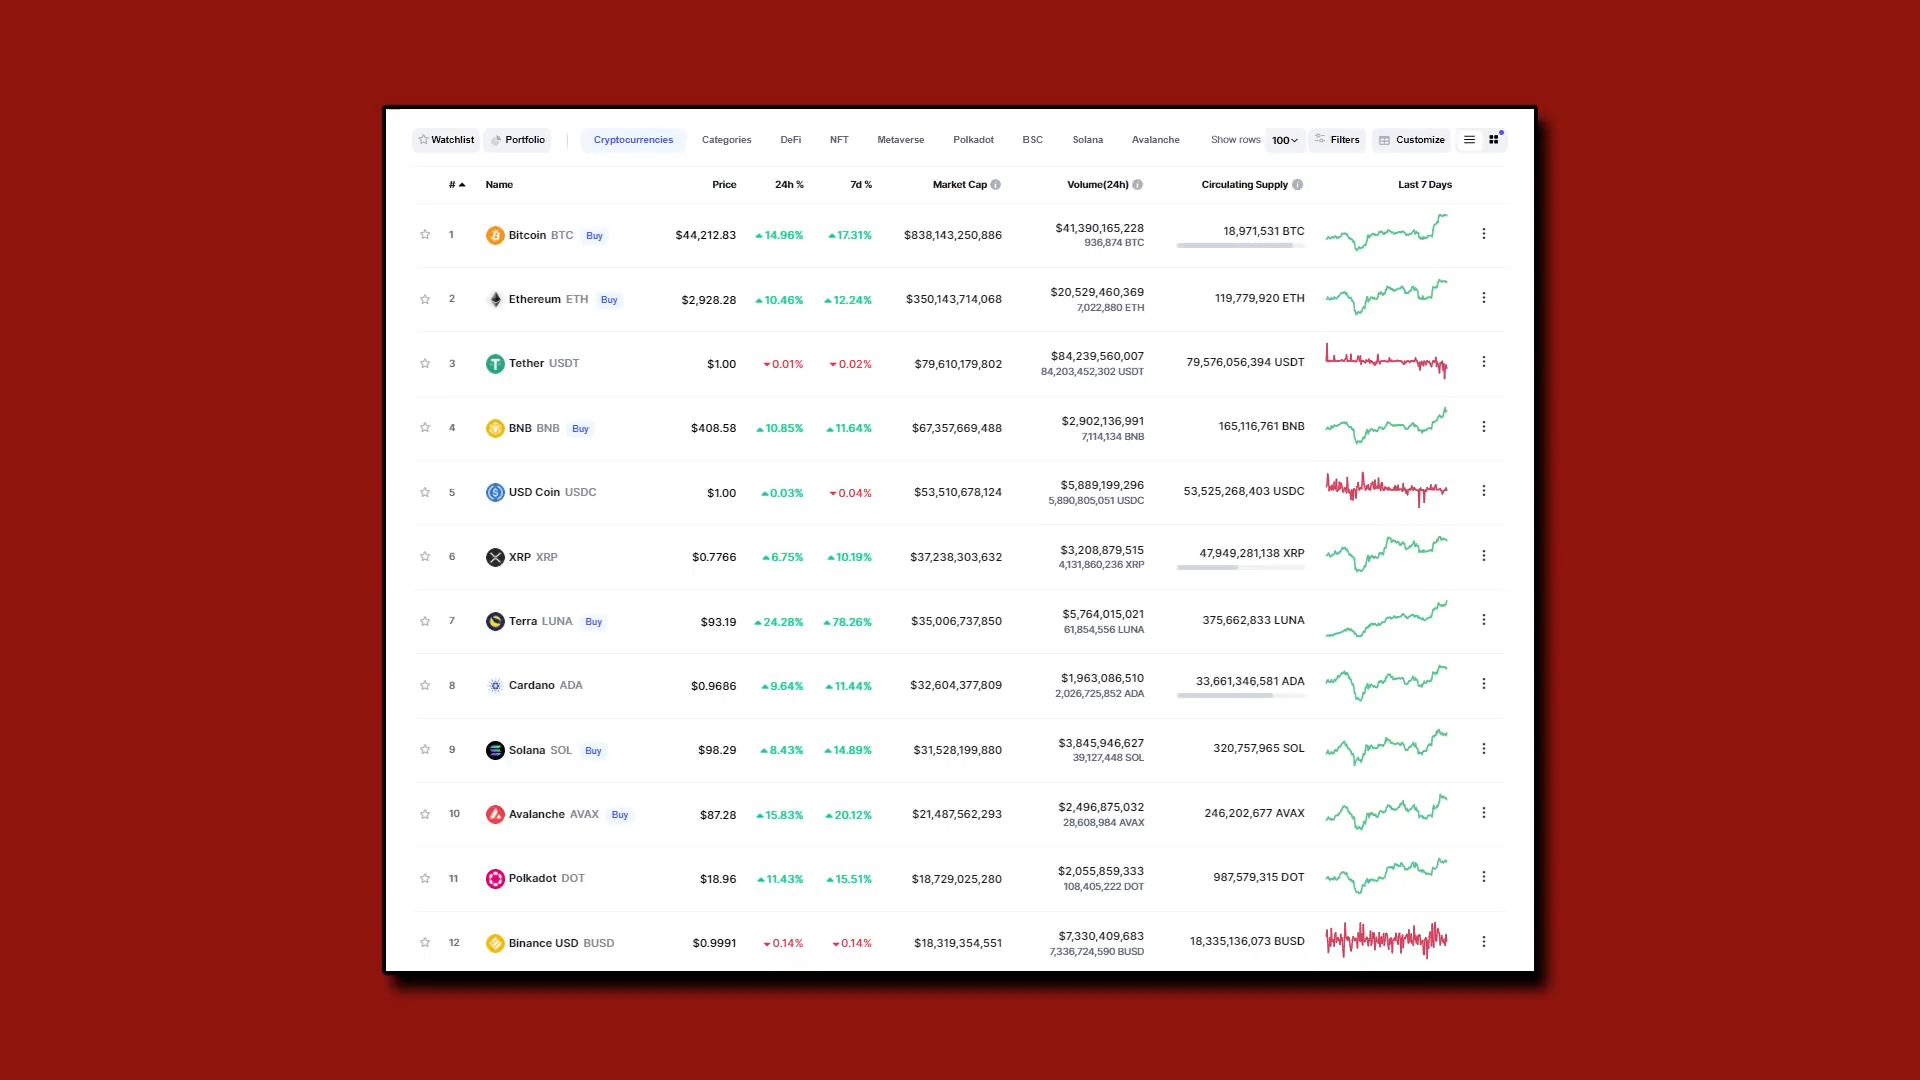 Watchlist Portfolio Cryptocurrencies Categories DeFi NFT Metaverse Polkadot BSC Solana Avalanche Show rows 100 Filters Customize
# Name Price 24h % 7d % Market Cap Volume(24h) Circulating Supply Last 7 Days
1 Bitcoin BTC Buy $44,212.83 14.96% 17.31% $838,143,250,886 $41,390,165,228 18,971,531 BTC
936,874 BTC
2 Ethereum ETH Buy $2,928.28 10.46% 12.24% $350,143,714,068 $20,529,460,369 119,779,920 ETH
7,022,880 ETH
3 Tether USDT $1.00 0.01% 0.02% $79,610,179,802 $84,239,560,007 79,576,056,394 USDT
84,203,452,302 USDT
4 BNB BNB Buy $408.58 10.85% 11.64% $67,357,669,488 $2,902,136,991 165,116,761 BNB
7,114,134 BNB
5 USD Coin USDC $1.00 0.03% 0.04% $53,510,678,124 $5,889,199,296 53,525,268,403 USDC
5,890,805,051 USDC
6 XRP XRP $0.7766 6.75% 10.19% $37,238,303,632 $3,208,879,515 47,949,281,138 XRP
4,131,860,236 XRP
7 Terra LUNA Buy $93.19 24.28% 78.26% $35,006,737,850 $5,764,015,021 375,662,833 LUNA
61,854,556 LUNA
8 Cardano ADA $0.9686 9.64% 11.44% $32,604,377,809 $1,963,086,510 33,661,346,581 ADA
2,026,725,852 ADA
9 Solana SOL Buy $98.29 8.43% 14.89% $31,528,199,880 $3,845,946,627 320,757,965 SOL
39,127,448 SOL
10 Avalanche AVAX Buy $87.28 15.83% 20.12% $21,487,562,293 $2,496,875,032 246,202,677 AVAX
28,608,984 AVAX
11 Polkadot DOT $18.96 11.43% 15.51% $18,729,025,280 $2,055,859,333 987,579,315 DOT
108,405,222 DOT
12 Binance USD BUSD $0.9991 0.14% 0.14% $18,319,354,551 $7,330,409,683 18,335,136,073 BUSD
7,336,724,590 BUSD